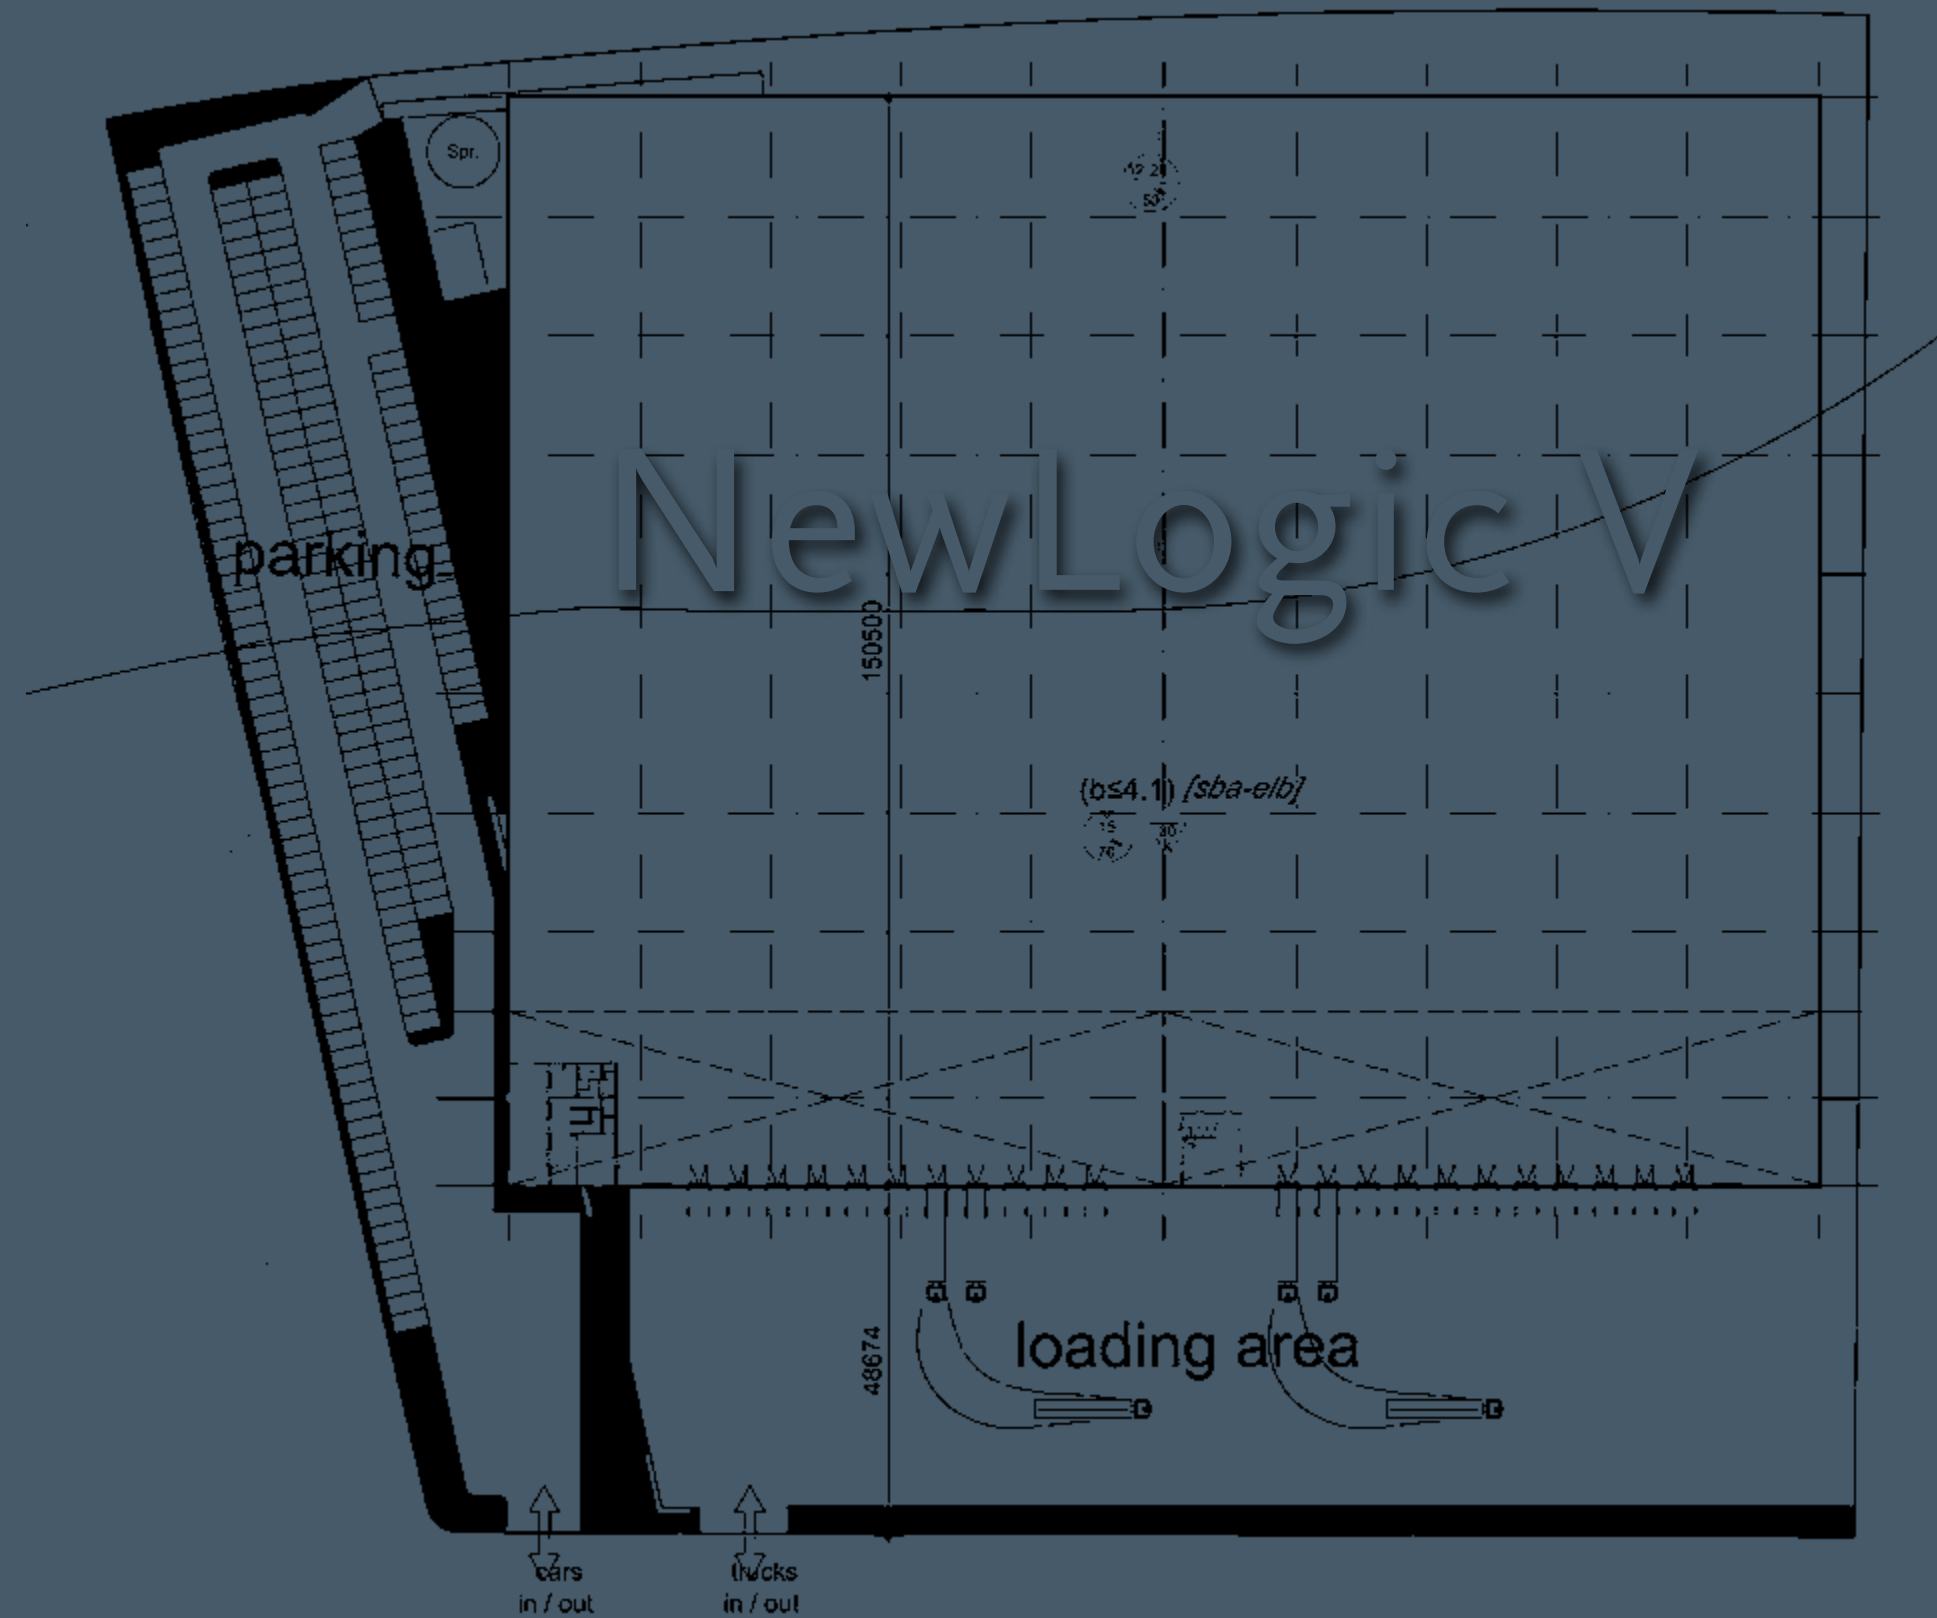 Spr.
NewLogic V
parking
150500
(b≤4.1) [sba-elb]
48674
loading area
cars
in / out
trucks
in / out